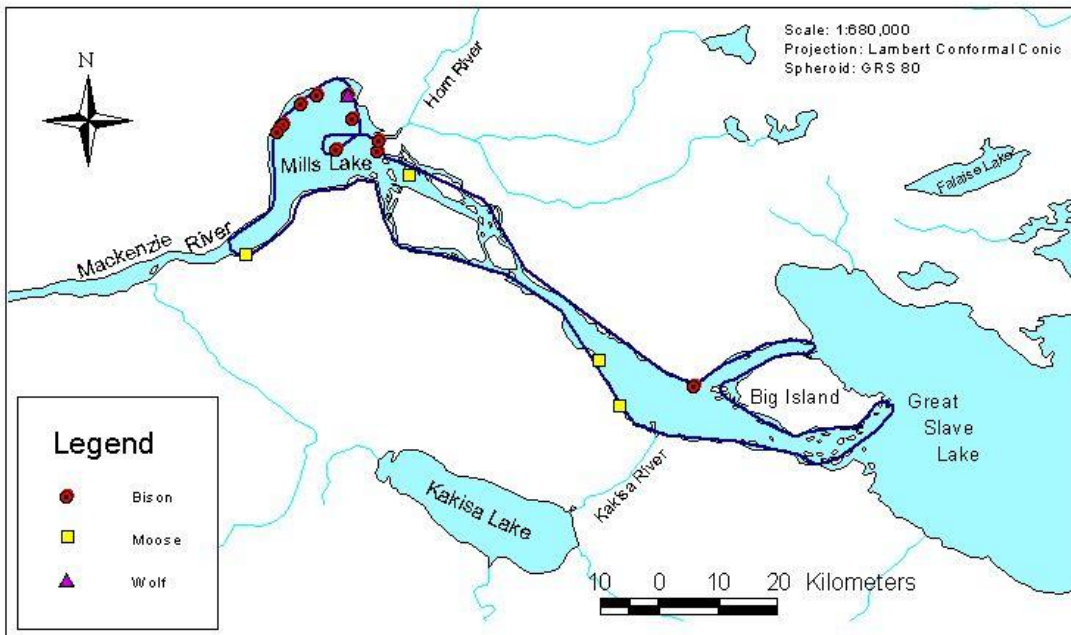 Scale: 1:680,000
Projection: Lambert Conformal Conic
Spheroid: GRS 80
N
Horn River
Mills Lake
Falaise Lake
Mackenzie River
Big Island
Great
Slave
Lake
Legend
Bison
Moose
Wolf
Kakisa Lake
Kakisa River
10 0 10 20 Kilometers